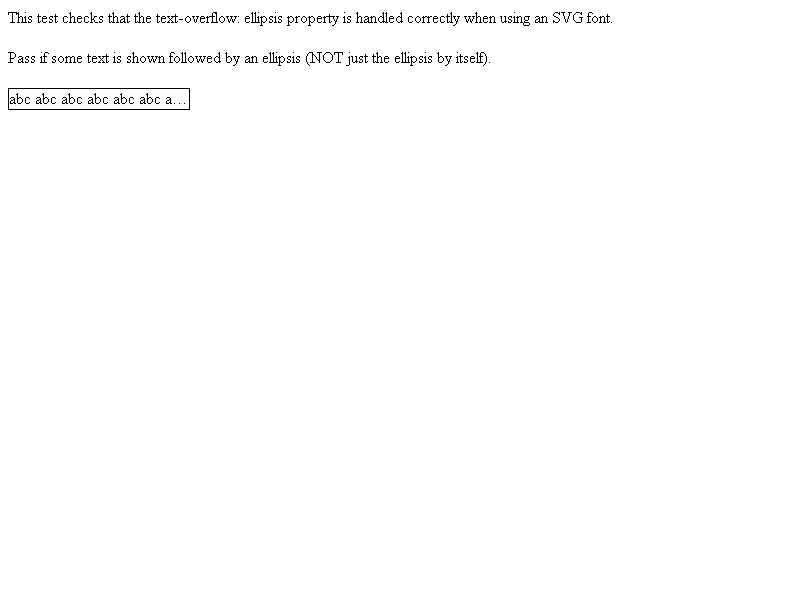 This test checks that the text-overflow: ellipsis property is handled correctly when using an SVG font.
Pass if some text is shown followed by an ellipsis (NOT just the ellipsis by itself).
abc abc abc abc abc abc a…